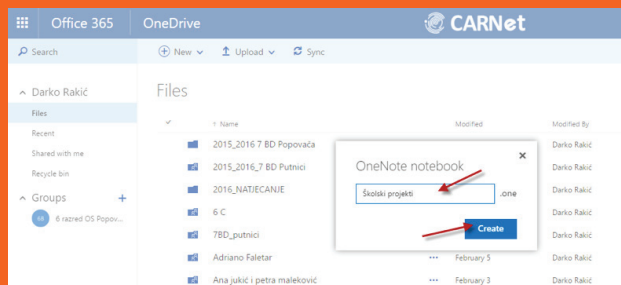 Office 365 OneDrive CARNet
Search New Upload Sync
Darko Rakić Files
Files
Name Modified Modified By
Recent
2015_2016 7 BD Popovača Darko Rakić
Shared with me
OneNote notebook ×
2015_2016_7 BD Putnici Darko Rakić
Recycle bin
2016_NATJECANJE Školski projekti .one Darko Rakić
Groups +
6 C Darko Rakić
6 razred OS Popov...
7BD_putnici Create Darko Rakić
Adriano Faletar ... February 5 Darko Rakić
Ana jukić i petra maleković ... February 3 Darko Rakić